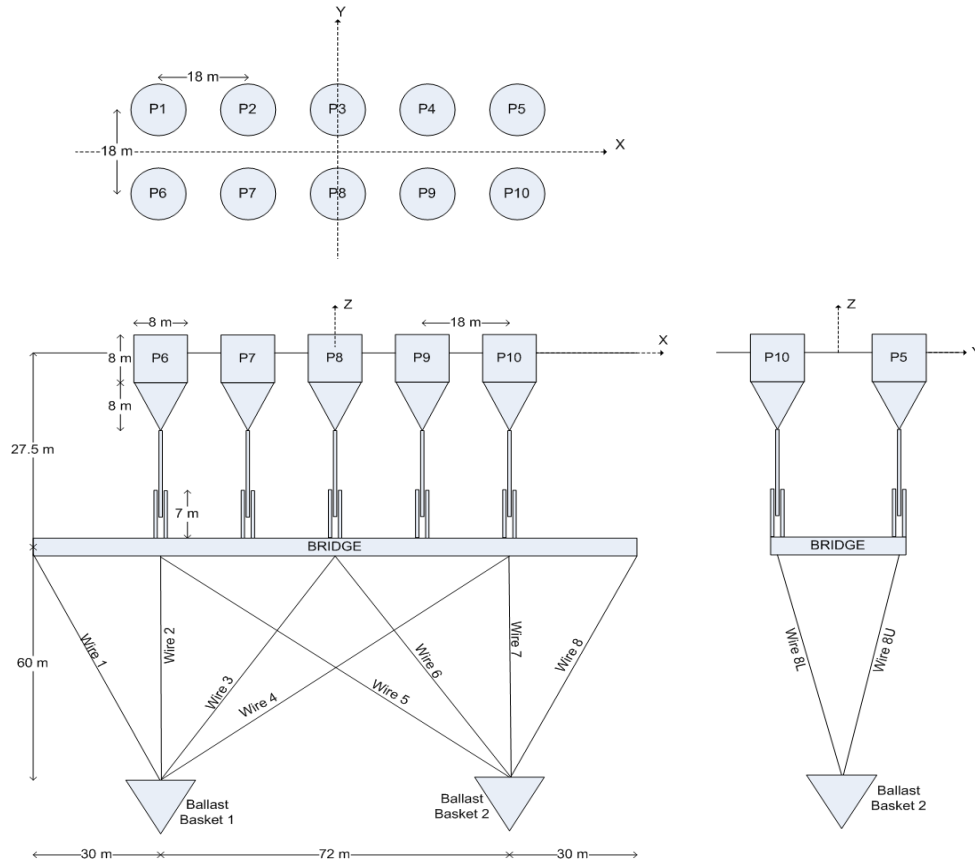 Y
18 m
P1 P2 P3 P4 P5
18 m
X
P6 P7 P8 P9 P10
Z
8 m
18 m
X
8 m
P6 P7 P8 P9 P10
8 m
27.5 m
7 m
BRIDGE
Wire 1
Wire 2
Wire 3
Wire 4
Wire 5
Wire 6
Wire 7
Wire 8
60 m
Ballast
Basket 1
Ballast
Basket 2
30 m
72 m
30 m
Z
Y
P10 P5
BRIDGE
Wire 8L
Wire 8U
Ballast
Basket 2